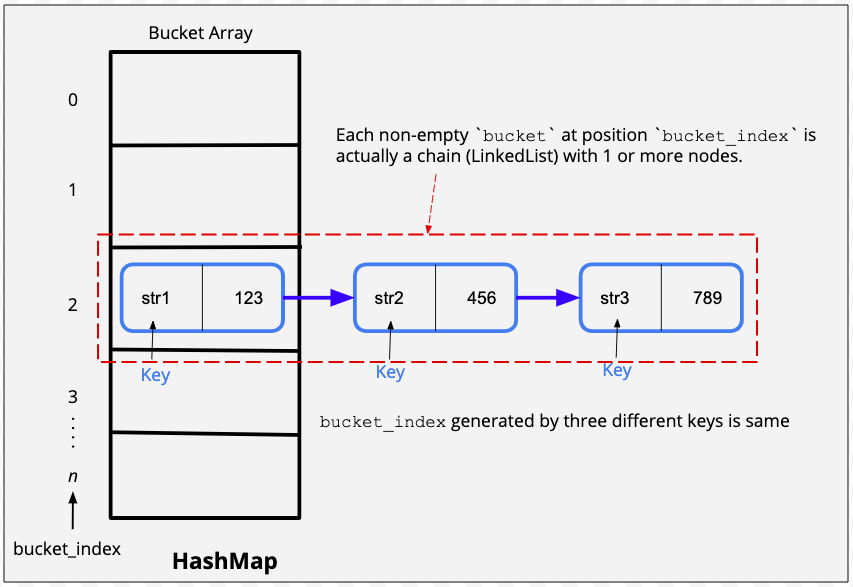 Bucket Array
0
Each non-empty `bucket` at position `bucket_index` is
actually a chain (LinkedList) with 1 or more nodes.
1
2
str1 123 str2 456 str3 789
Key Key Key
3
bucket_index generated by three different keys is same
n
bucket_index
HashMap